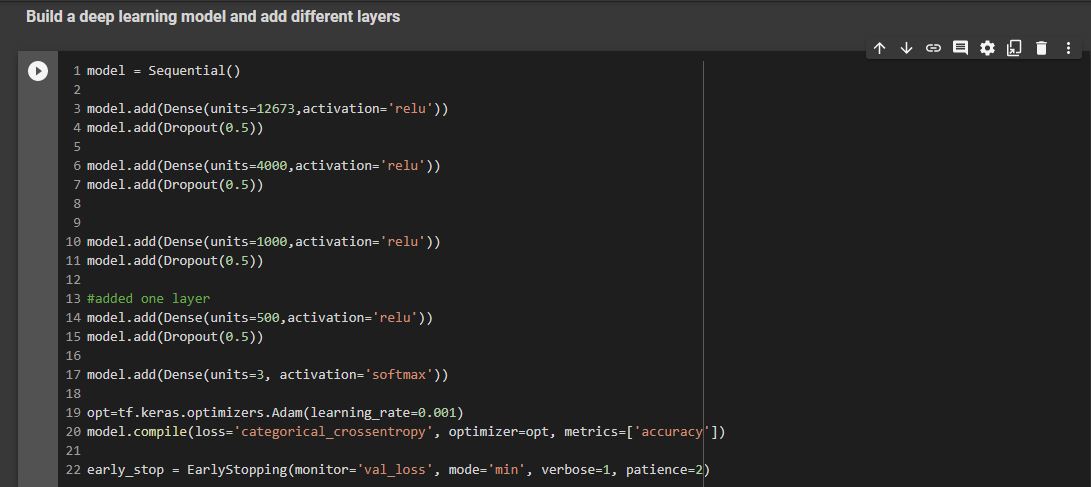 Build a deep learning model and add different layers
1 model = Sequential()
2
3 model.add(Dense(units=12673,activation='relu'))
4 model.add(Dropout(0.5))
5
6 model.add(Dense(units=4000,activation='relu'))
7 model.add(Dropout(0.5))
8
9
10 model.add(Dense(units=1000,activation='relu'))
11 model.add(Dropout(0.5))
12
13 #added one layer
14 model.add(Dense(units=500,activation='relu'))
15 model.add(Dropout(0.5))
16
17 model.add(Dense(units=3, activation='softmax'))
18
19 opt=tf.keras.optimizers.Adam(learning_rate=0.001)
20 model.compile(loss='categorical_crossentropy', optimizer=opt, metrics=['accuracy'])
21
22 early_stop = EarlyStopping(monitor='val_loss', mode='min', verbose=1, patience=2)